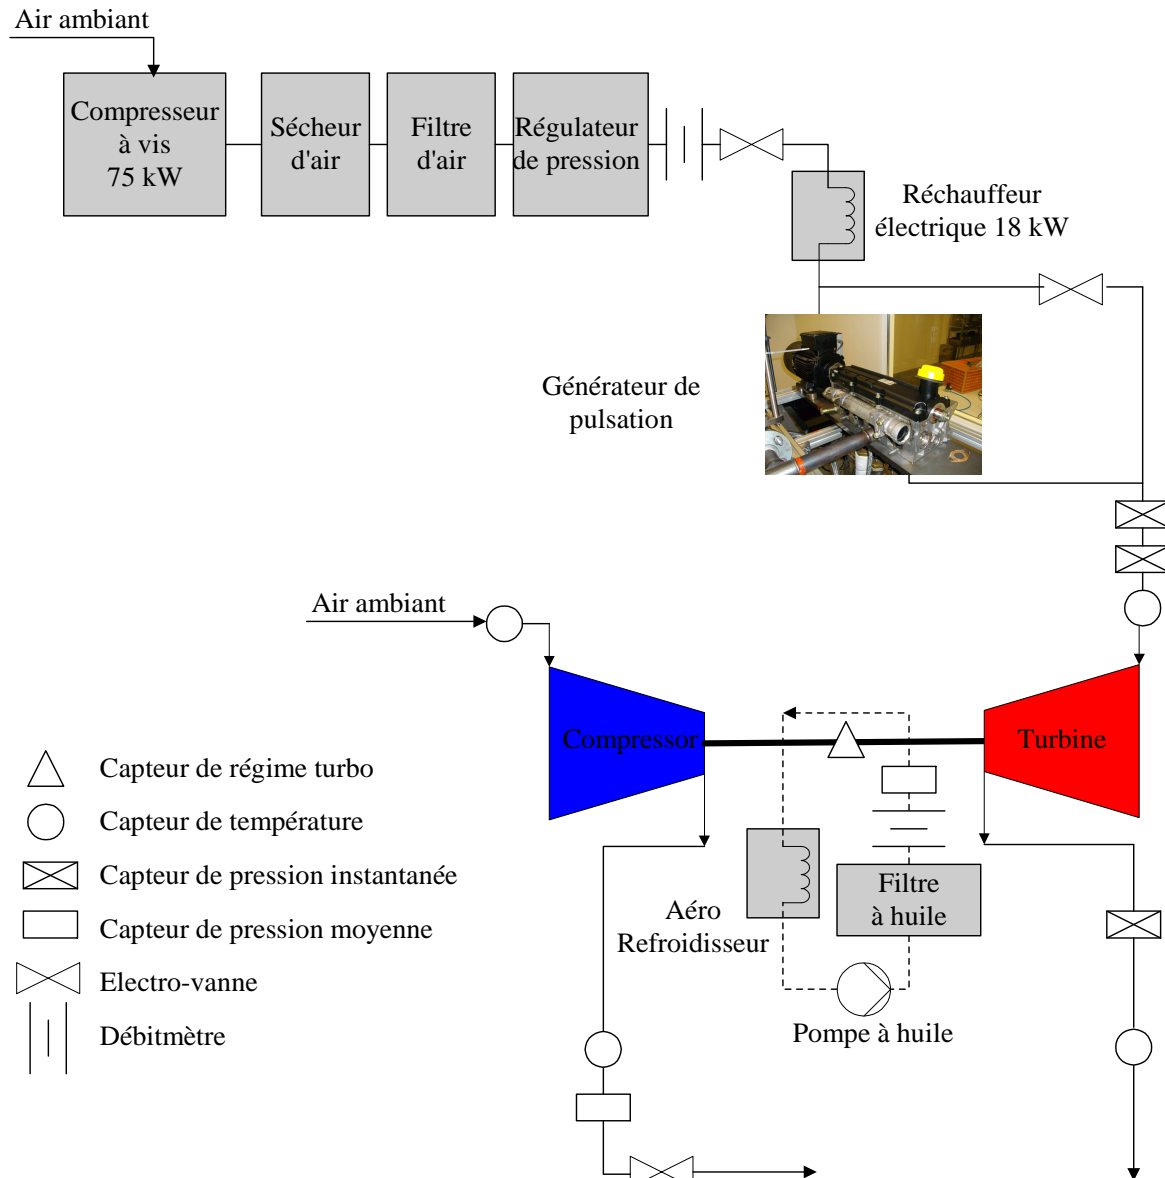 Air ambiant
Compresseur
à vis
75 kW
Sécheur
d'air
Filtre
d'air
Régulateur
de pression
Réchauffeur
électrique 18 kW
Générateur de
pulsation
Air ambiant
Compressor
Turbine
Capteur de régime turbo
Capteur de température
Capteur de pression instantanée
Capteur de pression moyenne
Electro-vanne
Débitmètre
Aéro
Refroidisseur
Filtre
à huile
Pompe à huile